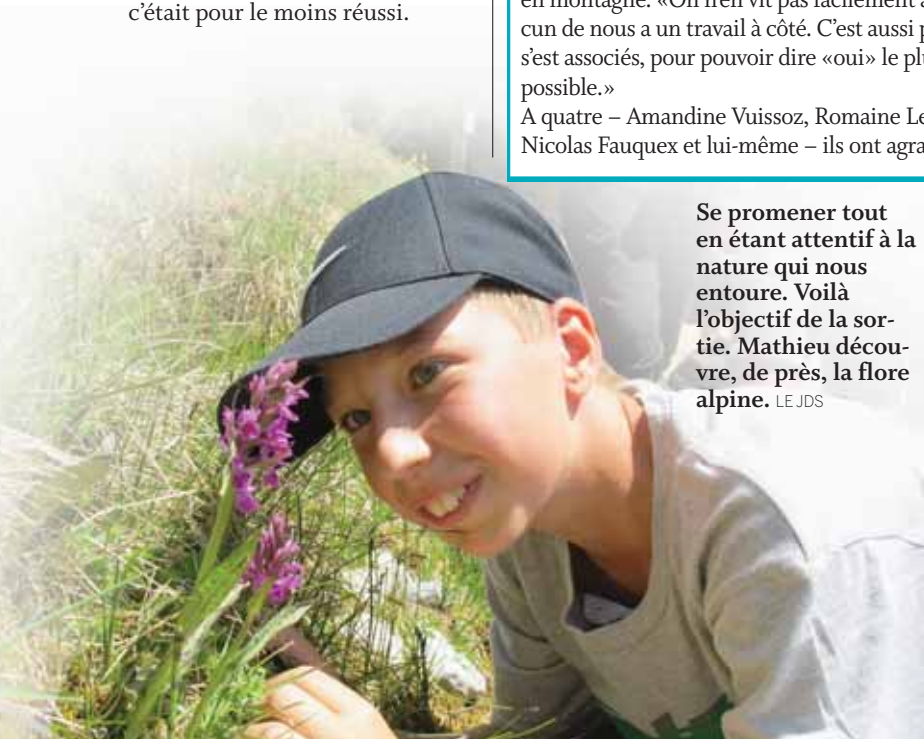 c'était pour le moins réussi.
en montagne. «On n'en vit pas facilement
cun de nous a un travail à côté. C'est aussi
s'est associés, pour pouvoir dire «oui» le
possible.»
A quatre – Amandine Vuissoz, Romaine
Nicolas Fauquex et lui-même – ils ont
Se promener tout
en étant attentif à la
nature qui nous
entoure. Voilà
l'objectif de la sor-
tie. Mathieu décou-
vre, de près, la flore
alpine. LE JDS